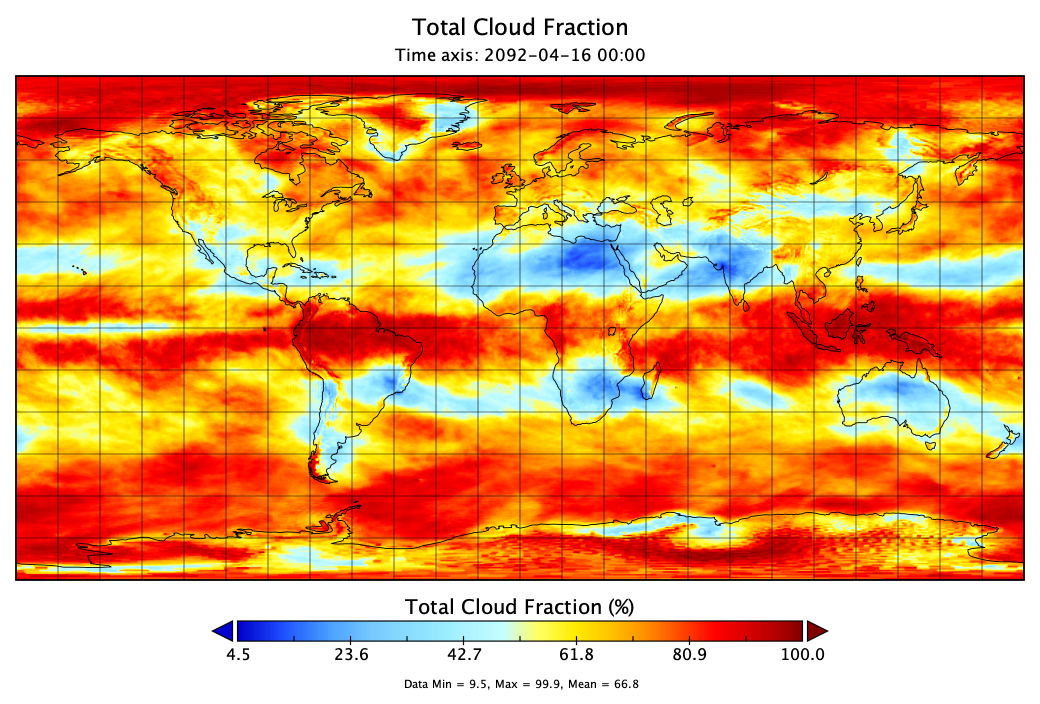 Total Cloud Fraction
Time axis: 2092-04-16 00:00
Total Cloud Fraction (%)
4.5 23.6 42.7 61.8 80.9 100.0
Data Min = 9.5, Max = 99.9, Mean = 66.8